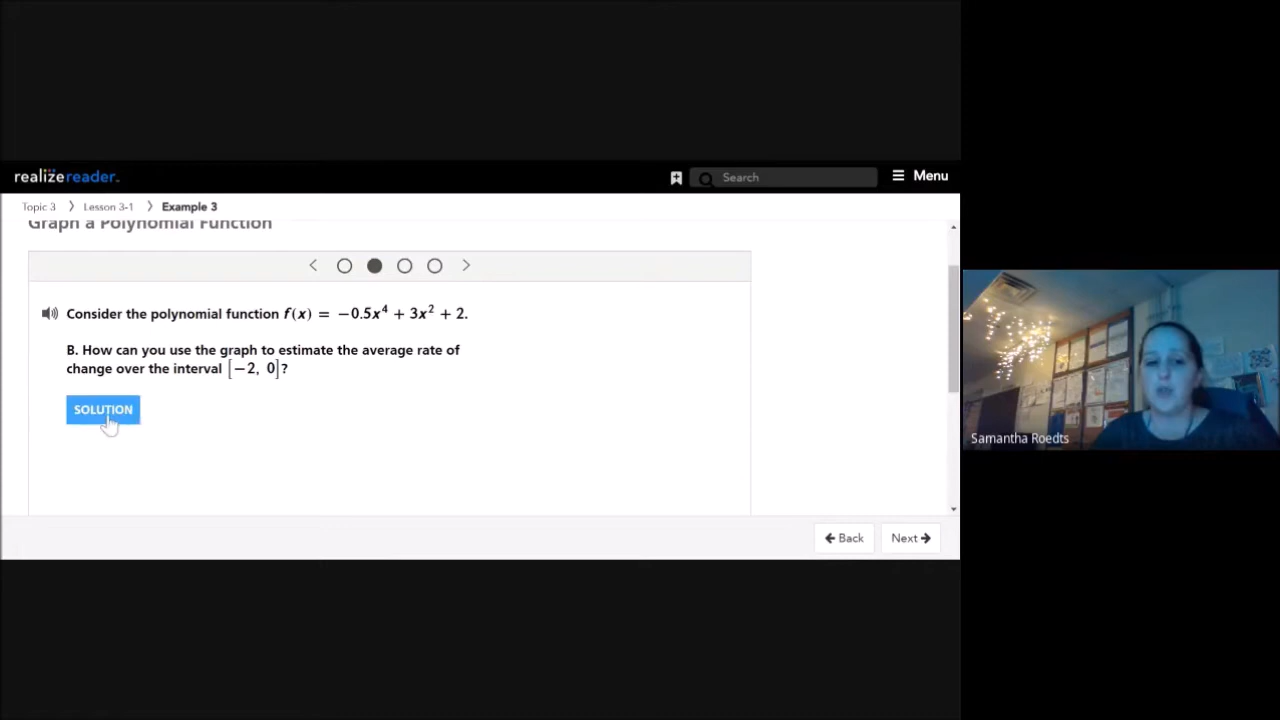 realizereader.
Search
Menu
Topic 3 > Lesson 3-1 > Example 3
Graph a Polynomial Function
Consider the polynomial function f(x) = −0.5x⁴ + 3x² + 2.
B. How can you use the graph to estimate the average rate of
change over the interval [−2, 0]?
SOLUTION
Samantha Roedts
Back
Next